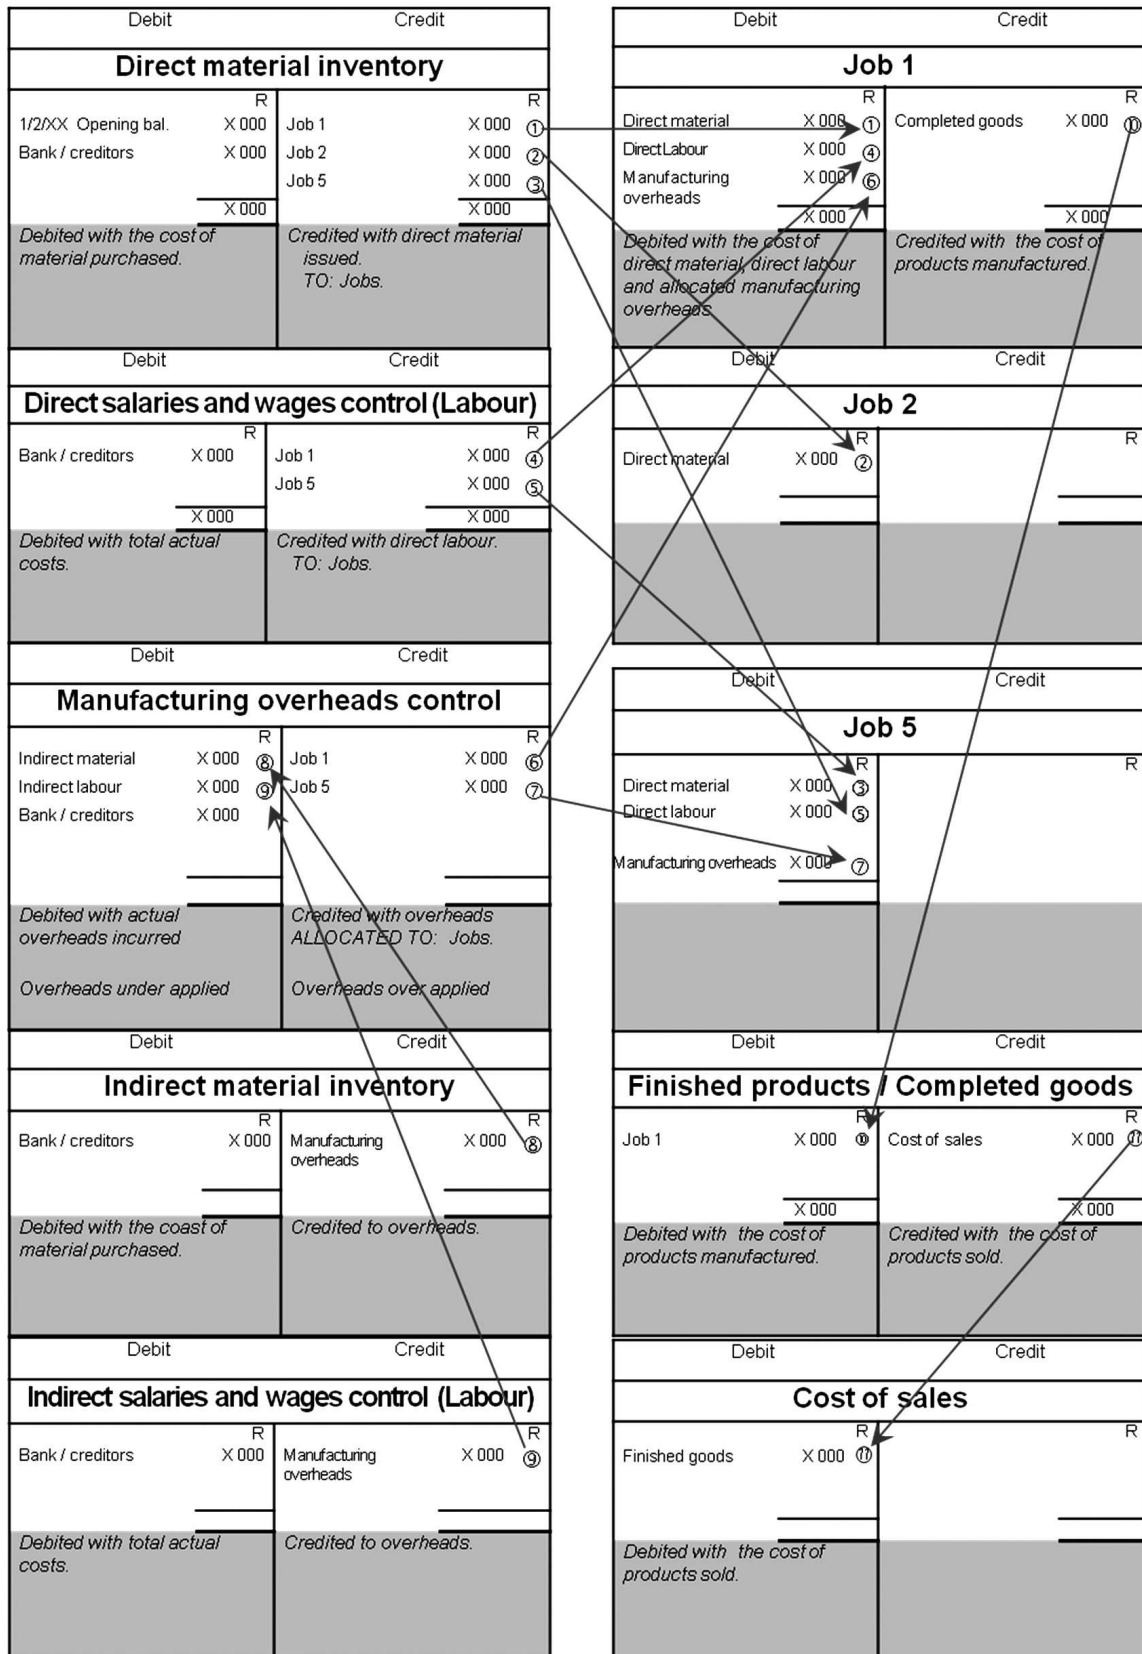 Debit Credit
Direct material inventory
R R
1/2/XX Opening bal. X 000 Job 1 X 000 ①
Bank / creditors X 000 Job 2 X 000 ②
Job 5 X 000 ③
X 000 X 000
Debited with the cost of Credited with direct material
material purchased. issued.
TO: Jobs.
Debit Credit
Direct salaries and wages control (Labour)
R R
Bank / creditors X 000 Job 1 X 000 ④
Job 5 X 000 ⑤
X 000 X 000
Debited with total actual Credited with direct labour.
costs. TO: Jobs.
Debit Credit
Manufacturing overheads control
R R
Indirect material X 000 ⑧ Job 1 X 000 ⑥
Indirect labour X 000 ⑨ Job 5 X 000 ⑦
Bank / creditors X 000
Debited with actual Credited with overheads
overheads incurred ALLOCATED TO: Jobs.
Overheads under applied Overheads over applied
Debit Credit
Indirect material inventory
R R
Bank / creditors X 000 Manufacturing X 000 ⑧
overheads
Debited with the coast of Credited to overheads.
material purchased.
Debit Credit
Indirect salaries and wages control (Labour)
R R
Bank / creditors X 000 Manufacturing X 000 ⑨
overheads
Debited with total actual Credited to overheads.
costs.
Debit Credit
Job 1
R R
Direct material X 000 ① Completed goods X 000 ⑩
Direct Labour X 000 ④
Manufacturing X 000 ⑥
overheads
X 000 X 000
Debited with the cost of Credited with the cost of
direct material, direct labour products manufactured.
and allocated manufacturing
overheads.
Debit Credit
Job 2
R R
Direct material X 000 ②
Debit Credit
Job 5
R R
Direct material X 000 ③
Direct labour X 000 ⑤
Manufacturing overheads X 000 ⑦
Debit Credit
Finished products / Completed goods
R R
Job 1 X 000 ⑩ Cost of sales X 000 ⑪
X 000 X 000
Debited with the cost of Credited with the cost of
products manufactured. products sold.
Debit Credit
Cost of sales
R R
Finished goods X 000 ⑪
Debited with the cost of
products sold.